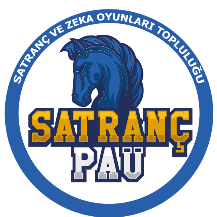 SATRANÇ VE ZEKA OYUNLARI TOPLULUĞU
SATRANÇ
PAÜ